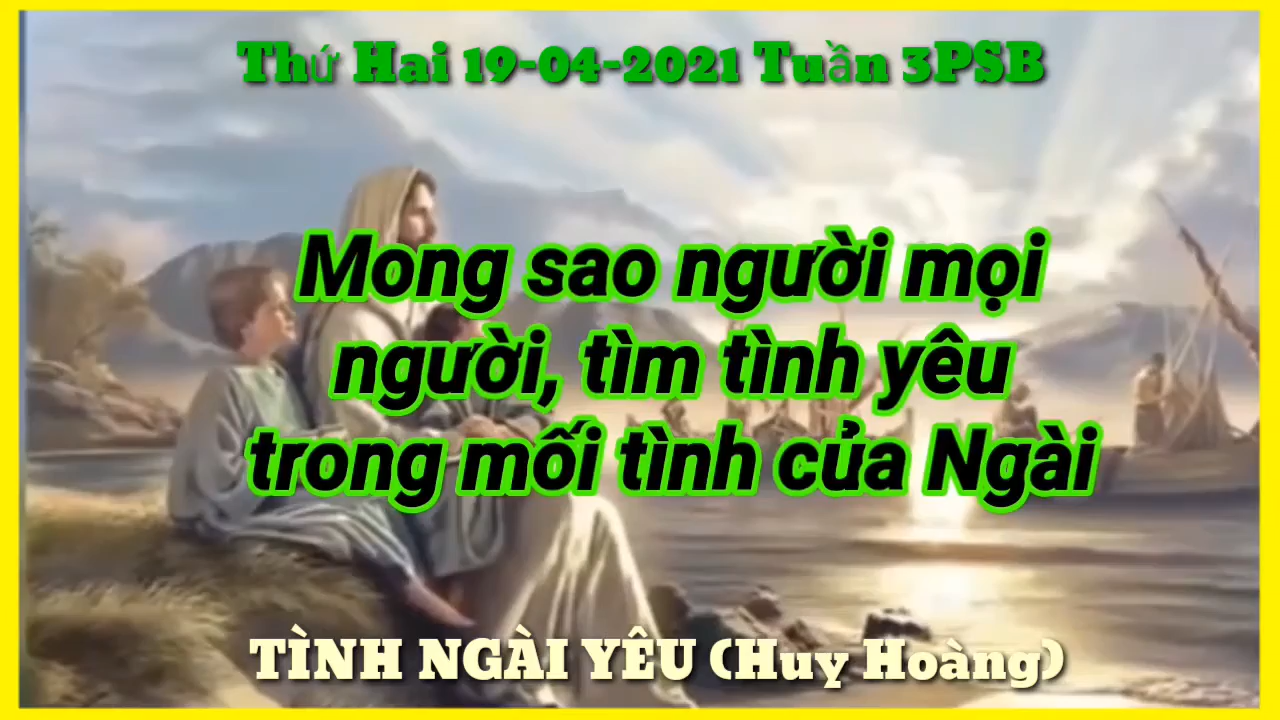 Thứ Hai 19-04-2021 Tuần 3PSB
Mong sao người mọi
người, tìm tình yêu
trong mối tình của Ngài
TÌNH NGÀI YÊU (Huy Hoàng)